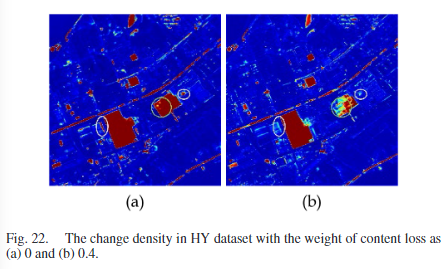 (a)
(b)
Fig. 22. The change density in HY dataset with the weight of content loss as
(a) 0 and (b) 0.4.